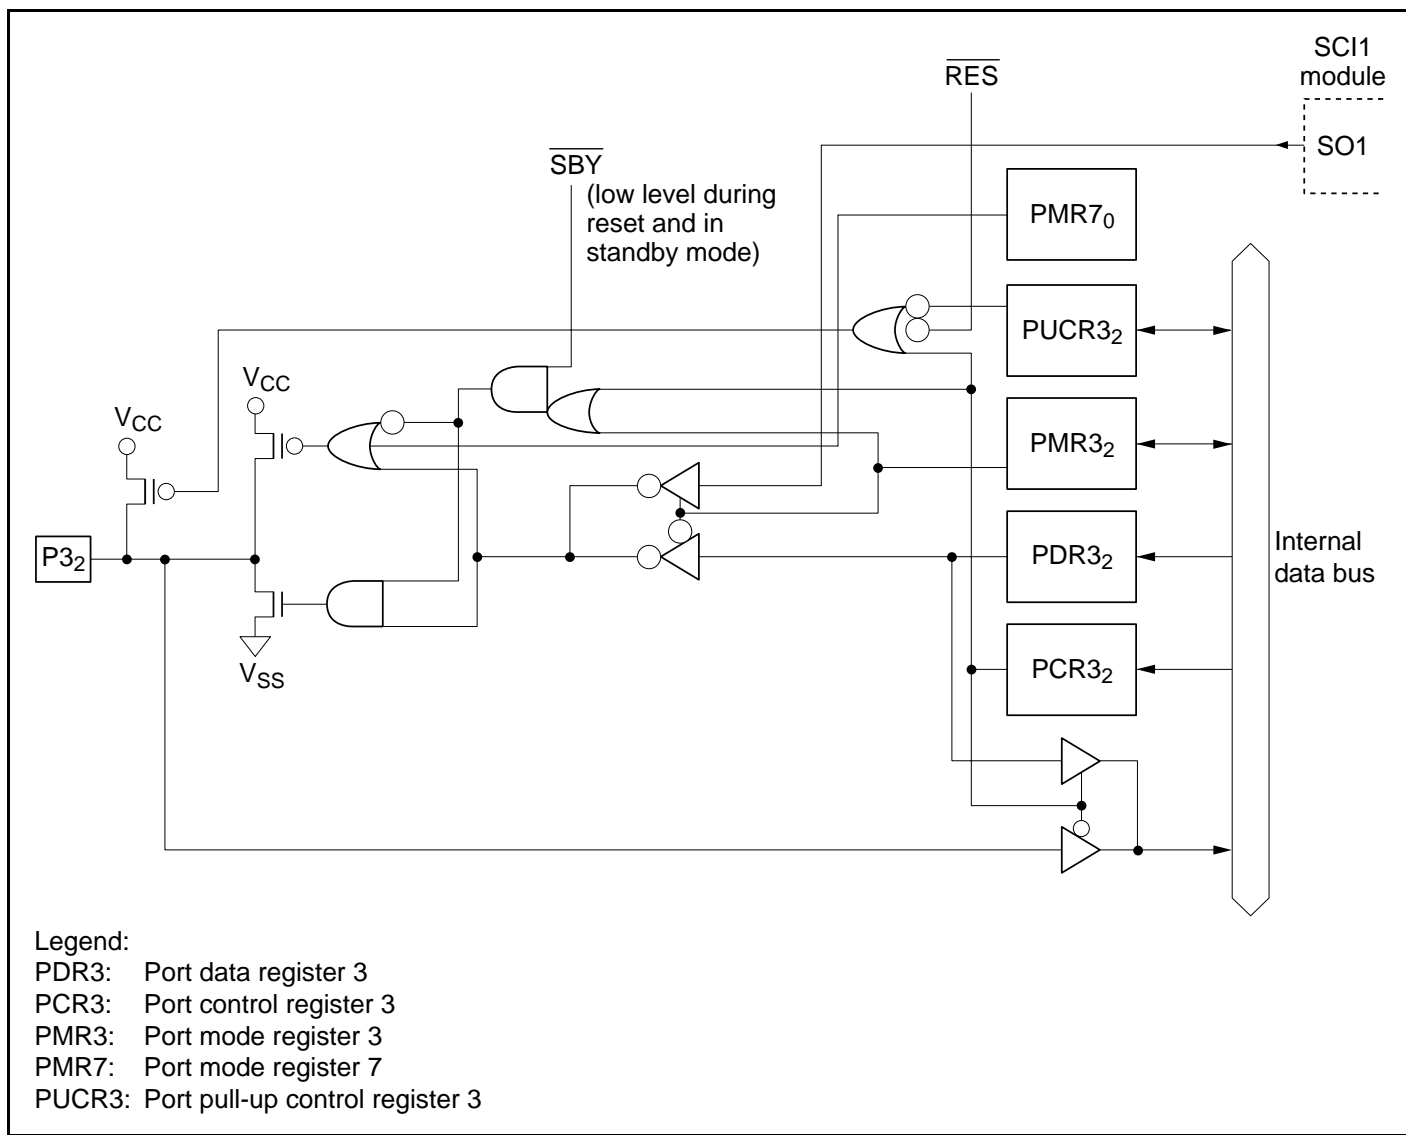 SCI1
module
R̅E̅S̅
SO1
S̅B̅Y̅
(low level during
reset and in
standby mode)
PMR7₀
PUCR3₂
VCC
VCC
PMR3₂
P3₂
PDR3₂
Internal
data bus
PCR3₂
VSS
Legend:
PDR3: Port data register 3
PCR3: Port control register 3
PMR3: Port mode register 3
PMR7: Port mode register 7
PUCR3: Port pull-up control register 3